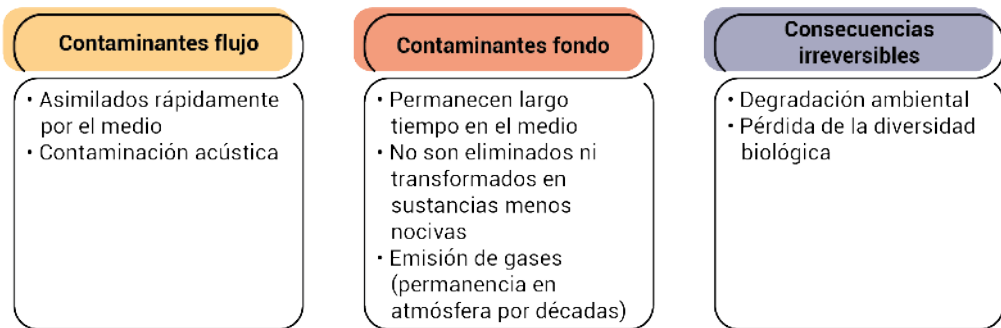 Contaminantes flujo
• Asimilados rápidamente
por el medio
• Contaminación acústica
Contaminantes fondo
• Permanecen largo
tiempo en el medio
• No son eliminados ni
transformados en
sustancias menos
nocivas
• Emisión de gases
(permanencia en
atmósfera por décadas)
Consecuencias
irreversibles
• Degradación ambiental
• Pérdida de la diversidad
biológica